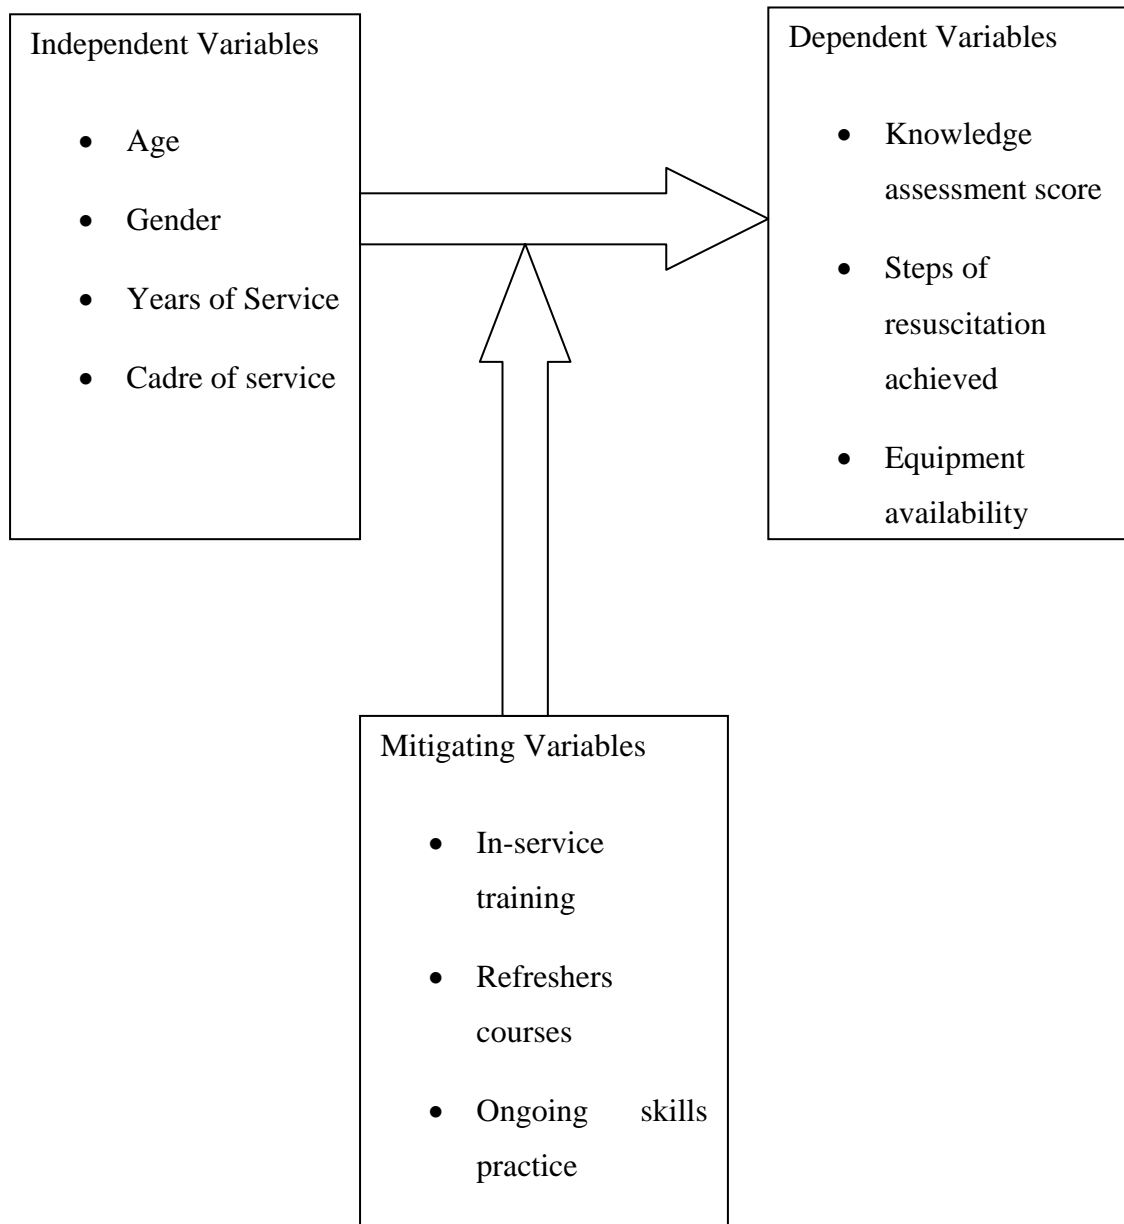 Independent Variables
• Age
• Gender
• Years of Service
• Cadre of service
Dependent Variables
• Knowledge
assessment score
• Steps of
resuscitation
achieved
• Equipment
availability
Mitigating Variables
• In-service
training
• Refreshers
courses
• Ongoing skills
practice